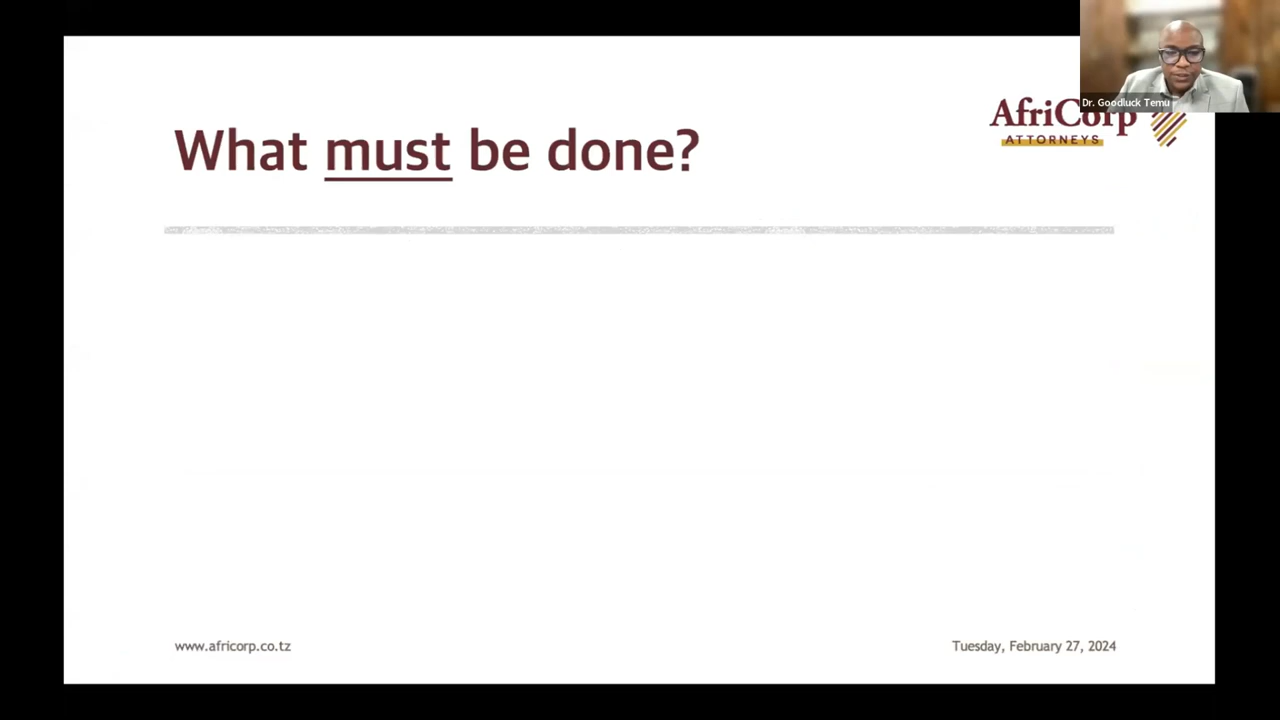 Dr. Goodluck Temu
AfriCorp
ATTORNEYS
What must be done?
www.africorp.co.tz
Tuesday, February 27, 2024